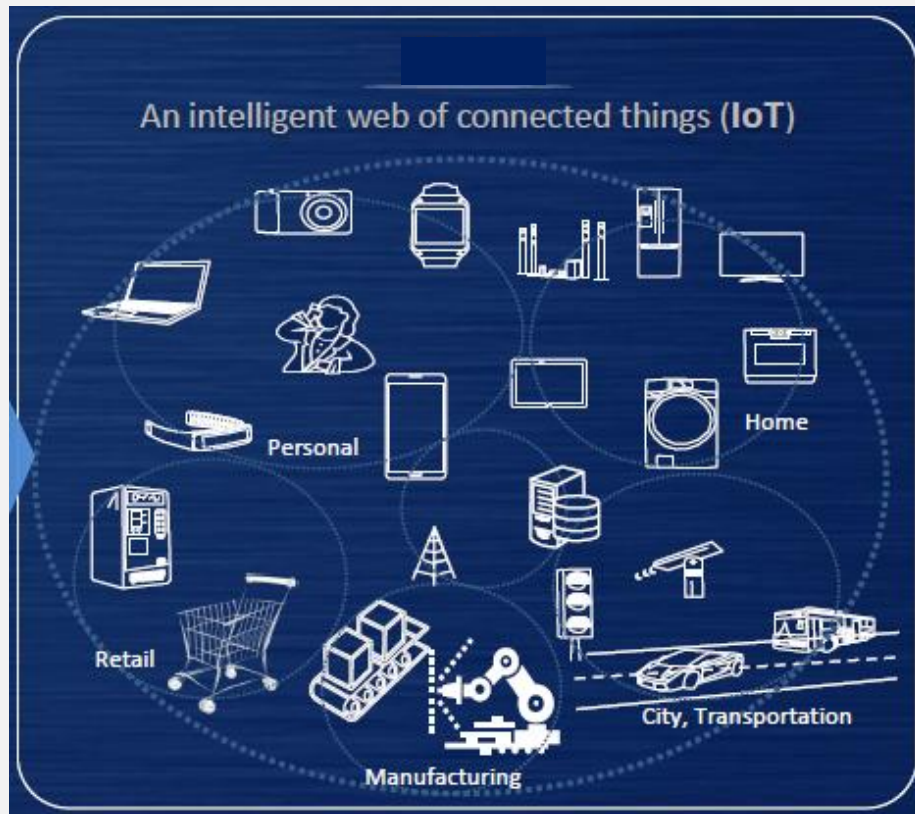 An intelligent web of connected things (IoT)
Personal
Home
Retail
City, Transportation
Manufacturing